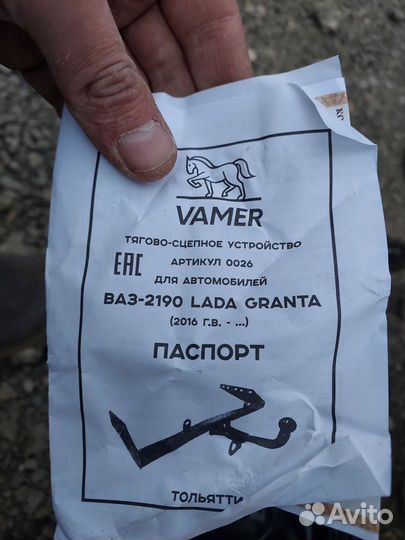 VAMER
ТЯГОВО-СЦЕПНОЕ УСТРОЙСТВО
АРТИКУЛ 0026
EAC
ДЛЯ АВТОМОБИЛЕЙ
ВАЗ-2190 LADA GRANTA
(2016 Г.В. - ...)
ПАСПОРТ
ТОЛЬЯТТИ
Avito